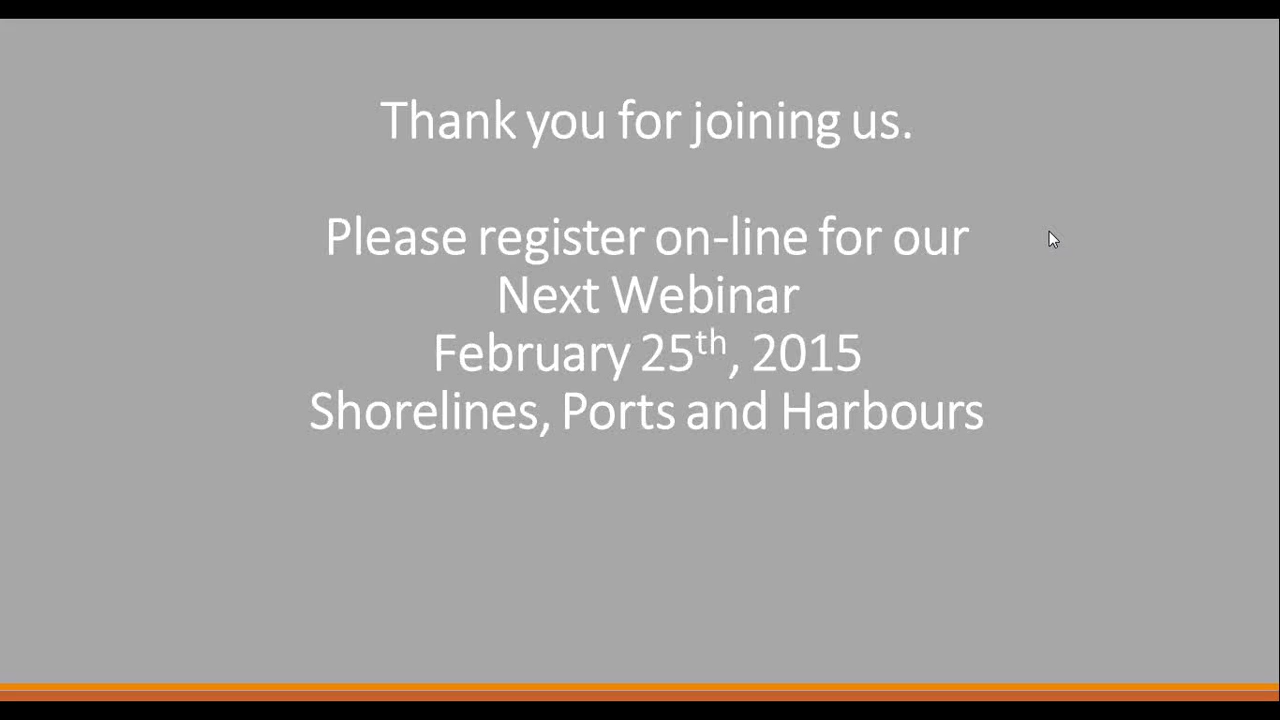 Thank you for joining us.
Please register on-line for our
Next Webinar
February 25th, 2015
Shorelines, Ports and Harbours